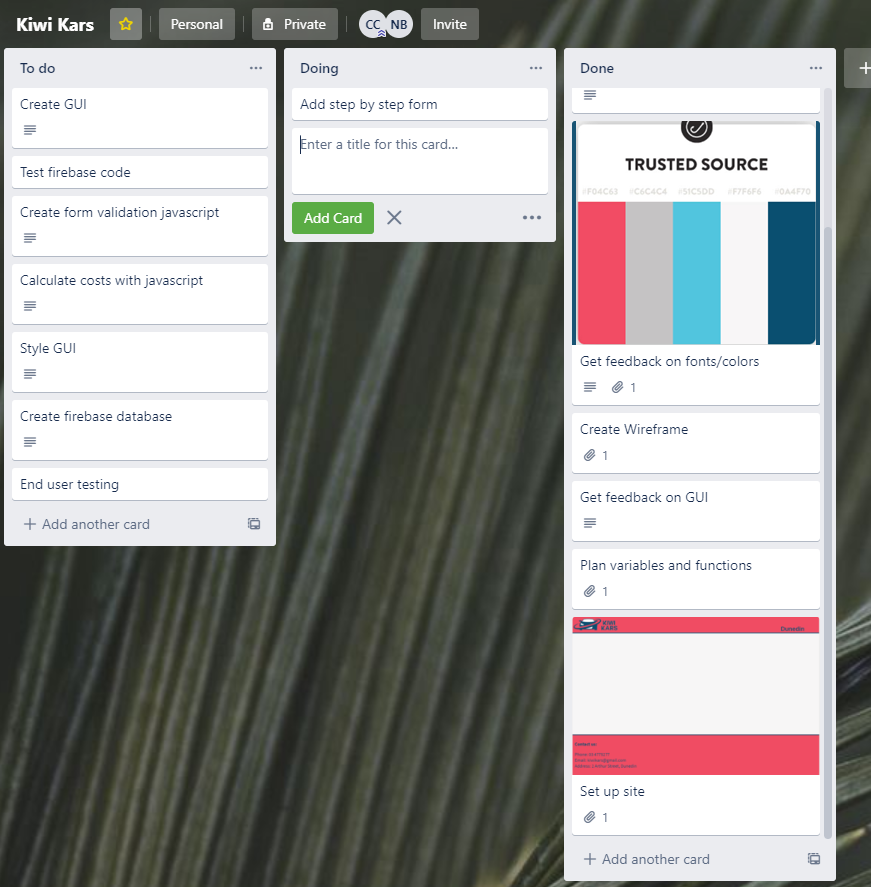 Kiwi Kars
Personal
Private
CC
NB
Invite
To do
Create GUI
Test firebase code
Create form validation javascript
Calculate costs with javascript
Style GUI
Create firebase database
End user testing
Add another card
Doing
Add step by step form
Enter a title for this card…
Add Card
Done
TRUSTED SOURCE
#F04C63 #C6C4C4 #51C5DD #F7F6F6 #0A4F70
Get feedback on fonts/colors
1
Create Wireframe
1
Get feedback on GUI
Plan variables and functions
1
KIWI
KARS
Dunedin
Contact us
Set up site
1
Add another card